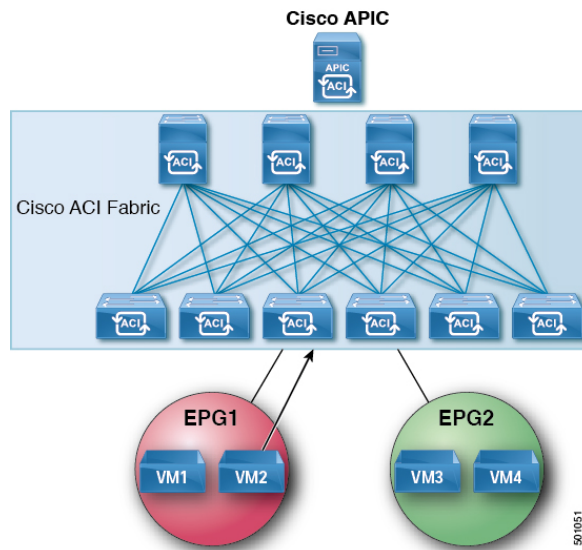 Cisco APIC
APIC
ACI
ACI
ACI
ACI
ACI
Cisco ACI Fabric
ACI
ACI
ACI
ACI
ACI
ACI
EPG1
EPG2
VM1
VM2
VM3
VM4
501051